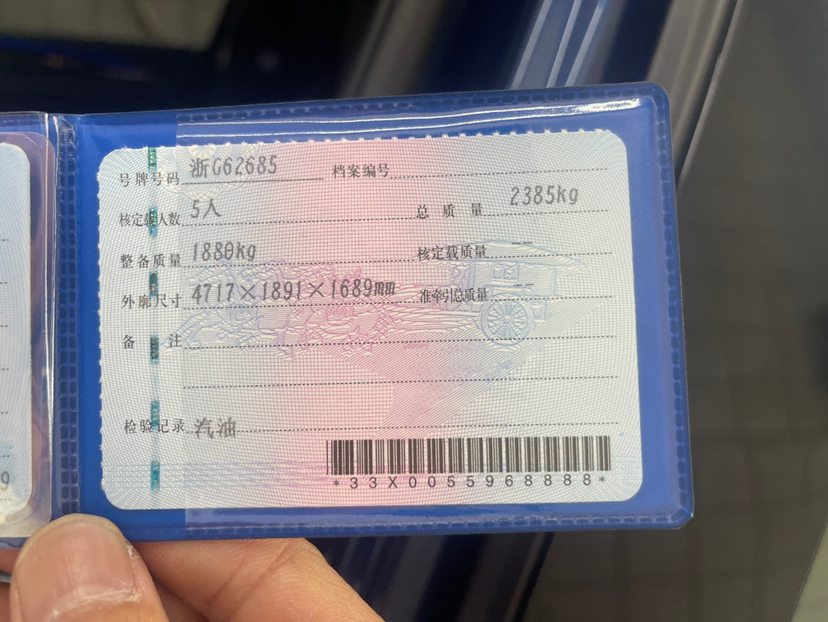 号牌号码 浙G62685 档案编号
核定载人数 5人 总质量 2385kg
整备质量 1880kg 核定载质量 --
外廓尺寸 4717×1891×1689mm 准牵引总质量 --
备注
检验记录 汽油
*33X0055968888*
9